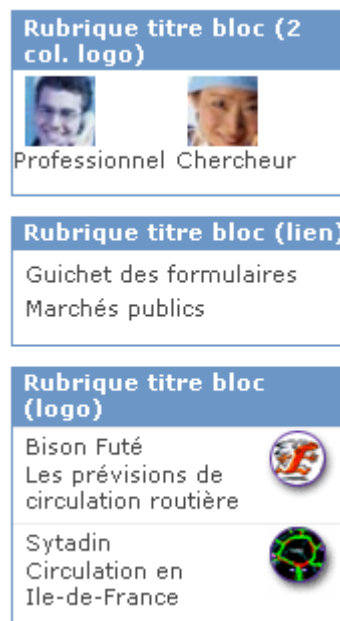 Rubrique titre bloc (2
col. logo)
Professionnel Chercheur
Rubrique titre bloc (lien)
Guichet des formulaires
Marchés publics
Rubrique titre bloc
(logo)
Bison Futé
Les prévisions de
circulation routière
Sytadin
Circulation en
Ile-de-France